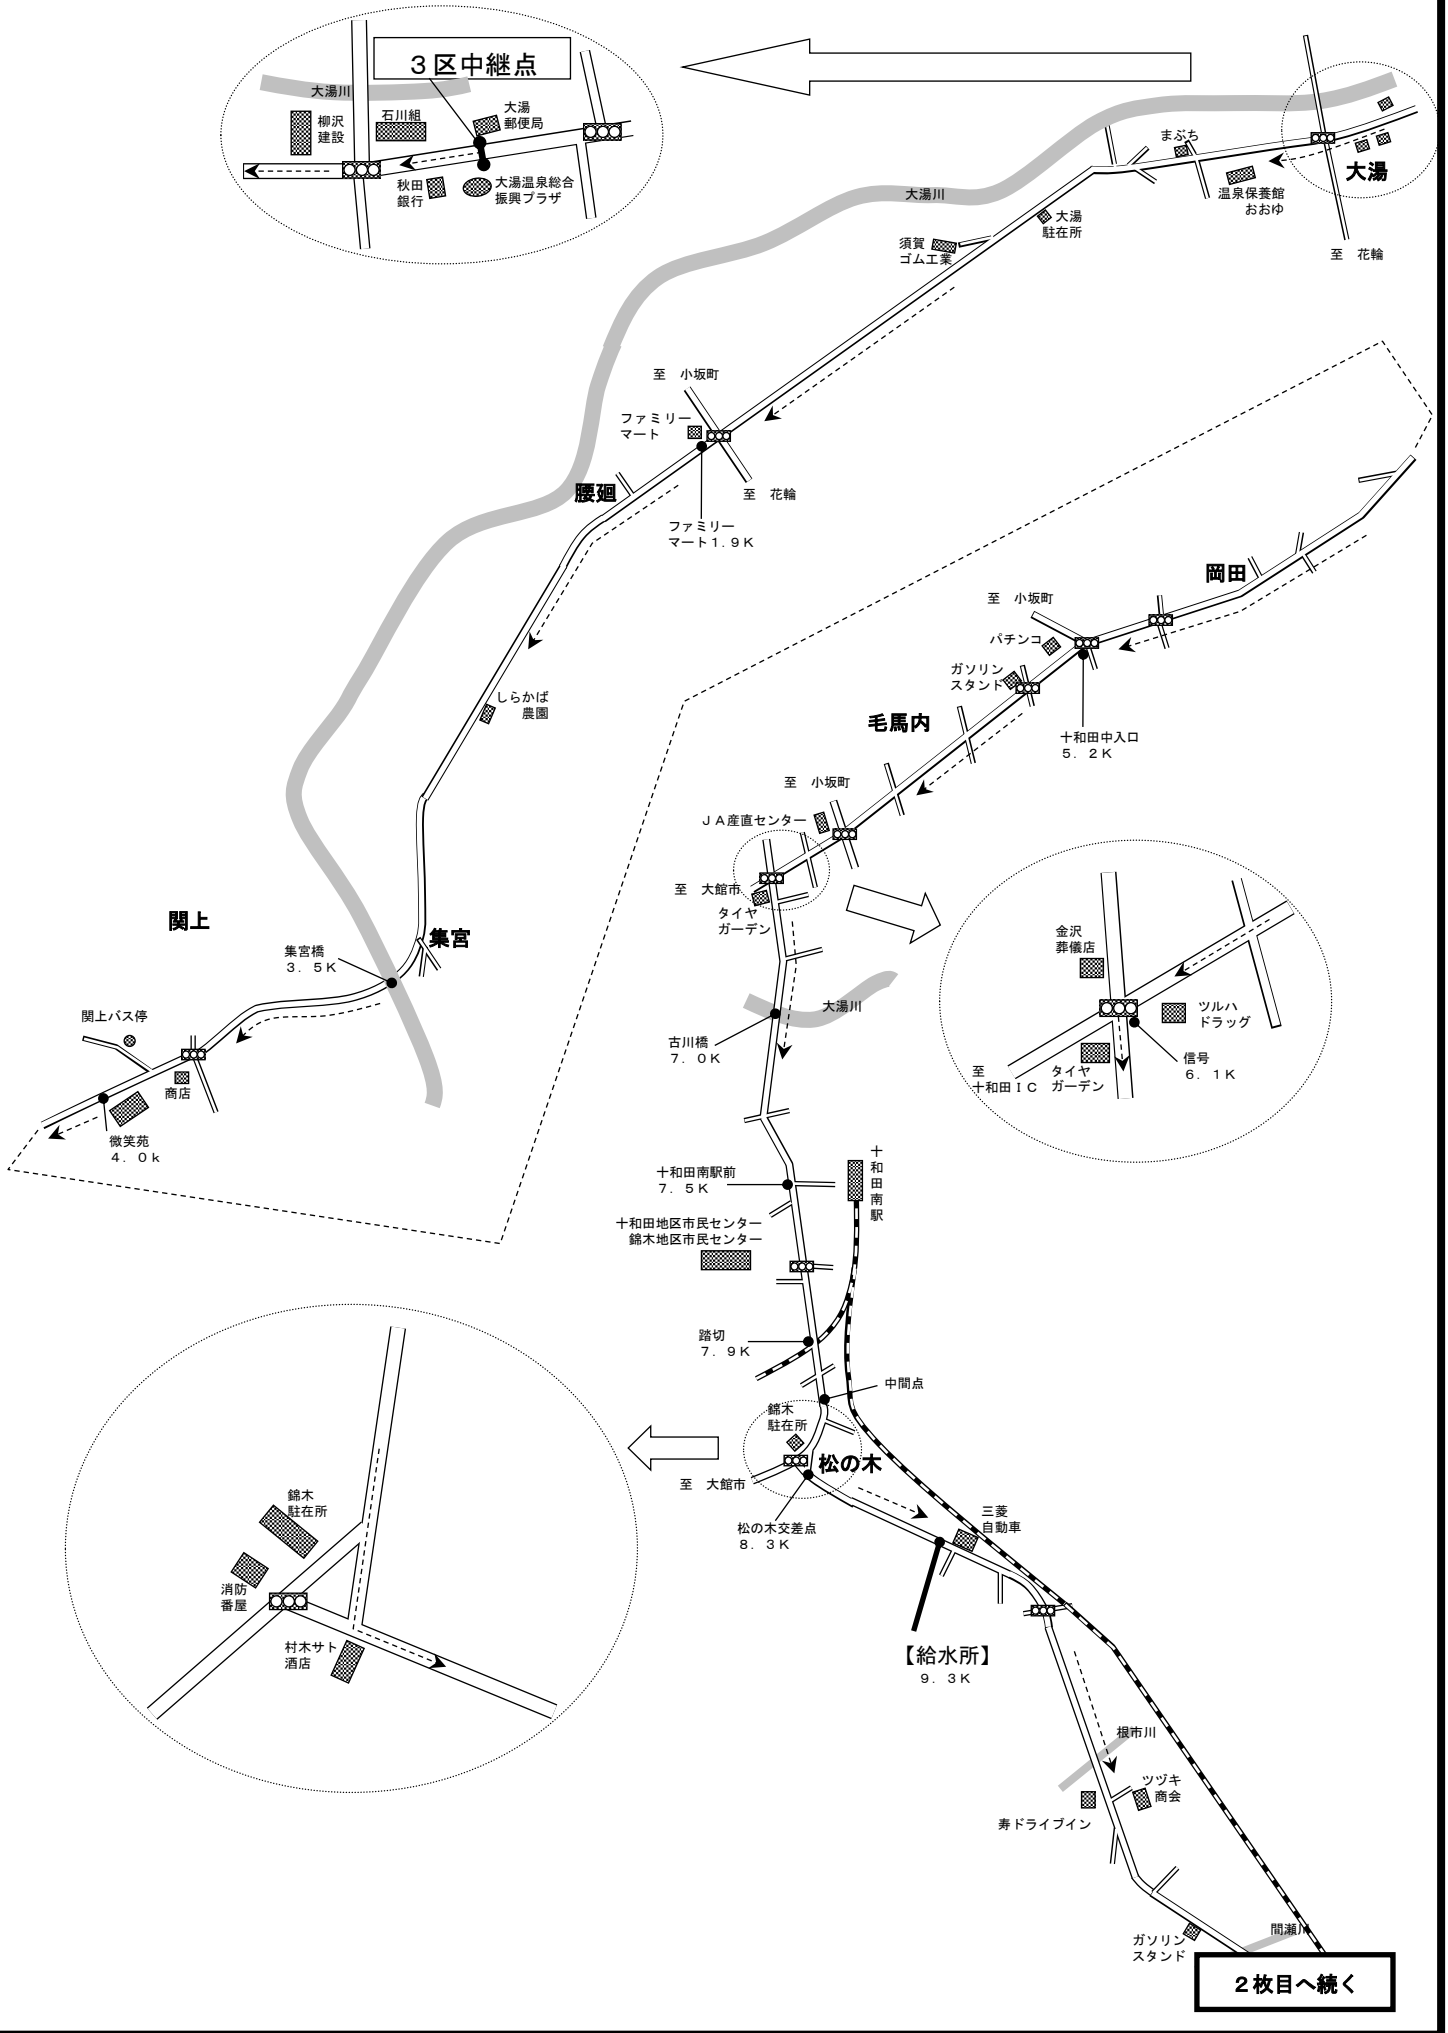 ３区中継点
大湯川
柳沢
建設
石川組
大湯
郵便局
秋田
銀行
大湯温泉総合
振興プラザ
まぶち
大湯
温泉保養館
おおゆ
至　花輪
大湯川
大湯
駐在所
須賀
ゴム工業
至　小坂町
ファミリー
マート
腰廻
至　花輪
ファミリー
マート1．９Ｋ
岡田
至　小坂町
パチンコ
ガソリン
スタンド
毛馬内
十和田中入口
５．２Ｋ
しらかば
農園
至　小坂町
ＪＡ産直センター
至　大館市
タイヤ
ガーデン
関上
集宮
集宮橋
３．５Ｋ
関上バス停
商店
微笑苑
４．０ｋ
大湯川
古川橋
７．０Ｋ
金沢
葬儀店
ツルハ
ドラッグ
信号
６．１Ｋ
至
十和田ＩＣ
タイヤ
ガーデン
十和田南駅
十和田南駅前
７．５Ｋ
十和田地区市民センター
錦木地区市民センター
踏切
７．９Ｋ
中間点
錦木
駐在所
松の木
至　大館市
松の木交差点
８．３Ｋ
錦木
駐在所
消防
番屋
村木サト
酒店
三菱
自動車
【給水所】
９．３Ｋ
根市川
ツヅキ
商会
寿ドライブイン
間瀬川
ガソリン
スタンド
２枚目へ続く